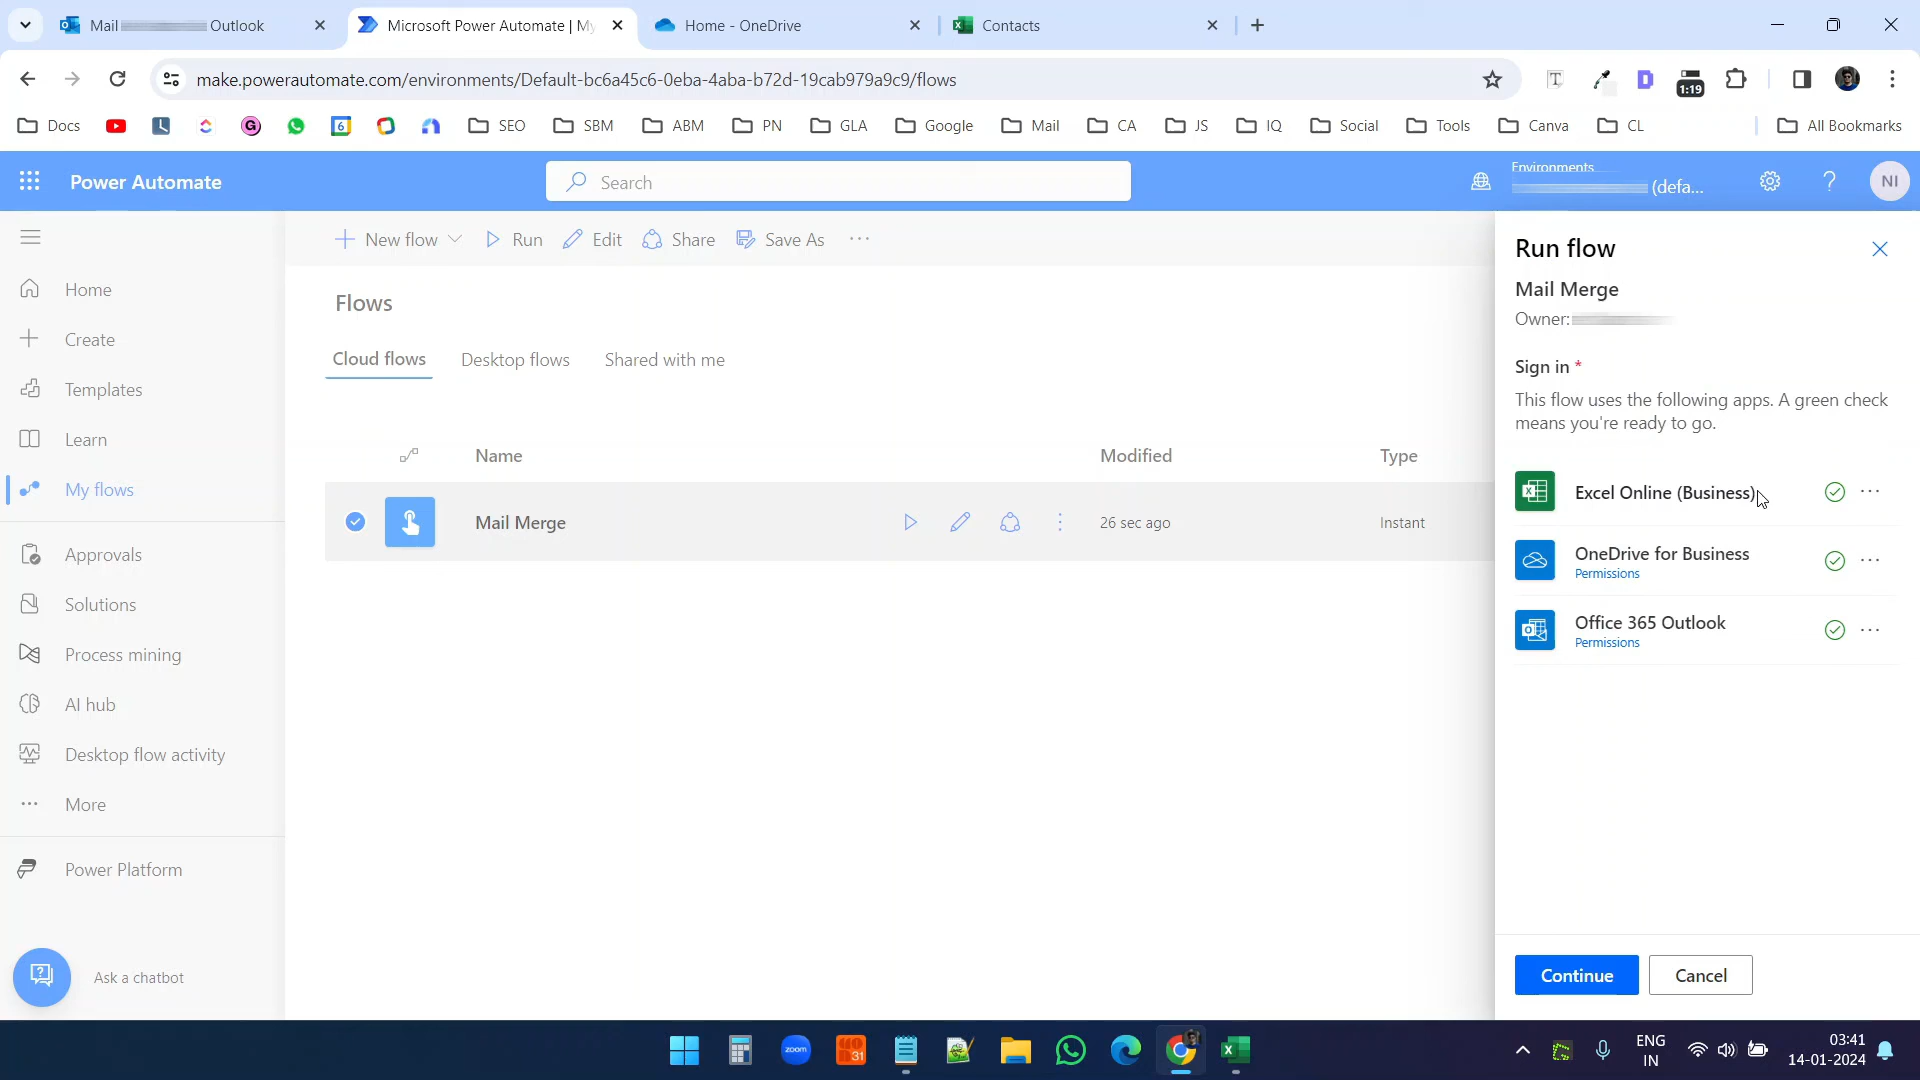 Mail Outlook
Microsoft Power Automate | My
Home - OneDrive
Contacts
make.powerautomate.com/environments/Default-bc6a45c6-0eba-4aba-b72d-19cab979a9c9/flows
T
D
1:19
Docs
G
6
SEO
SBM
ABM
PN
GLA
Google
Mail
CA
JS
IQ
Social
Tools
Canva
CL
All Bookmarks
Power Automate
Search
Environments
(defa...
?
NI
Home
Create
Templates
Learn
My flows
Approvals
Solutions
Process mining
AI hub
Desktop flow activity
More
Power Platform
Ask a chatbot
New flow
Run
Edit
Share
Save As
Flows
Cloud flows
Desktop flows
Shared with me
Name
Modified
Type
Mail Merge
26 sec ago
Instant
Run flow
Mail Merge
Owner:
Sign in *
This flow uses the following apps. A green check
means you're ready to go.
Excel Online (Business)
OneDrive for Business
Permissions
Office 365 Outlook
Permissions
Continue
Cancel
zoom
31
ENG
IN
03:41
14-01-2024